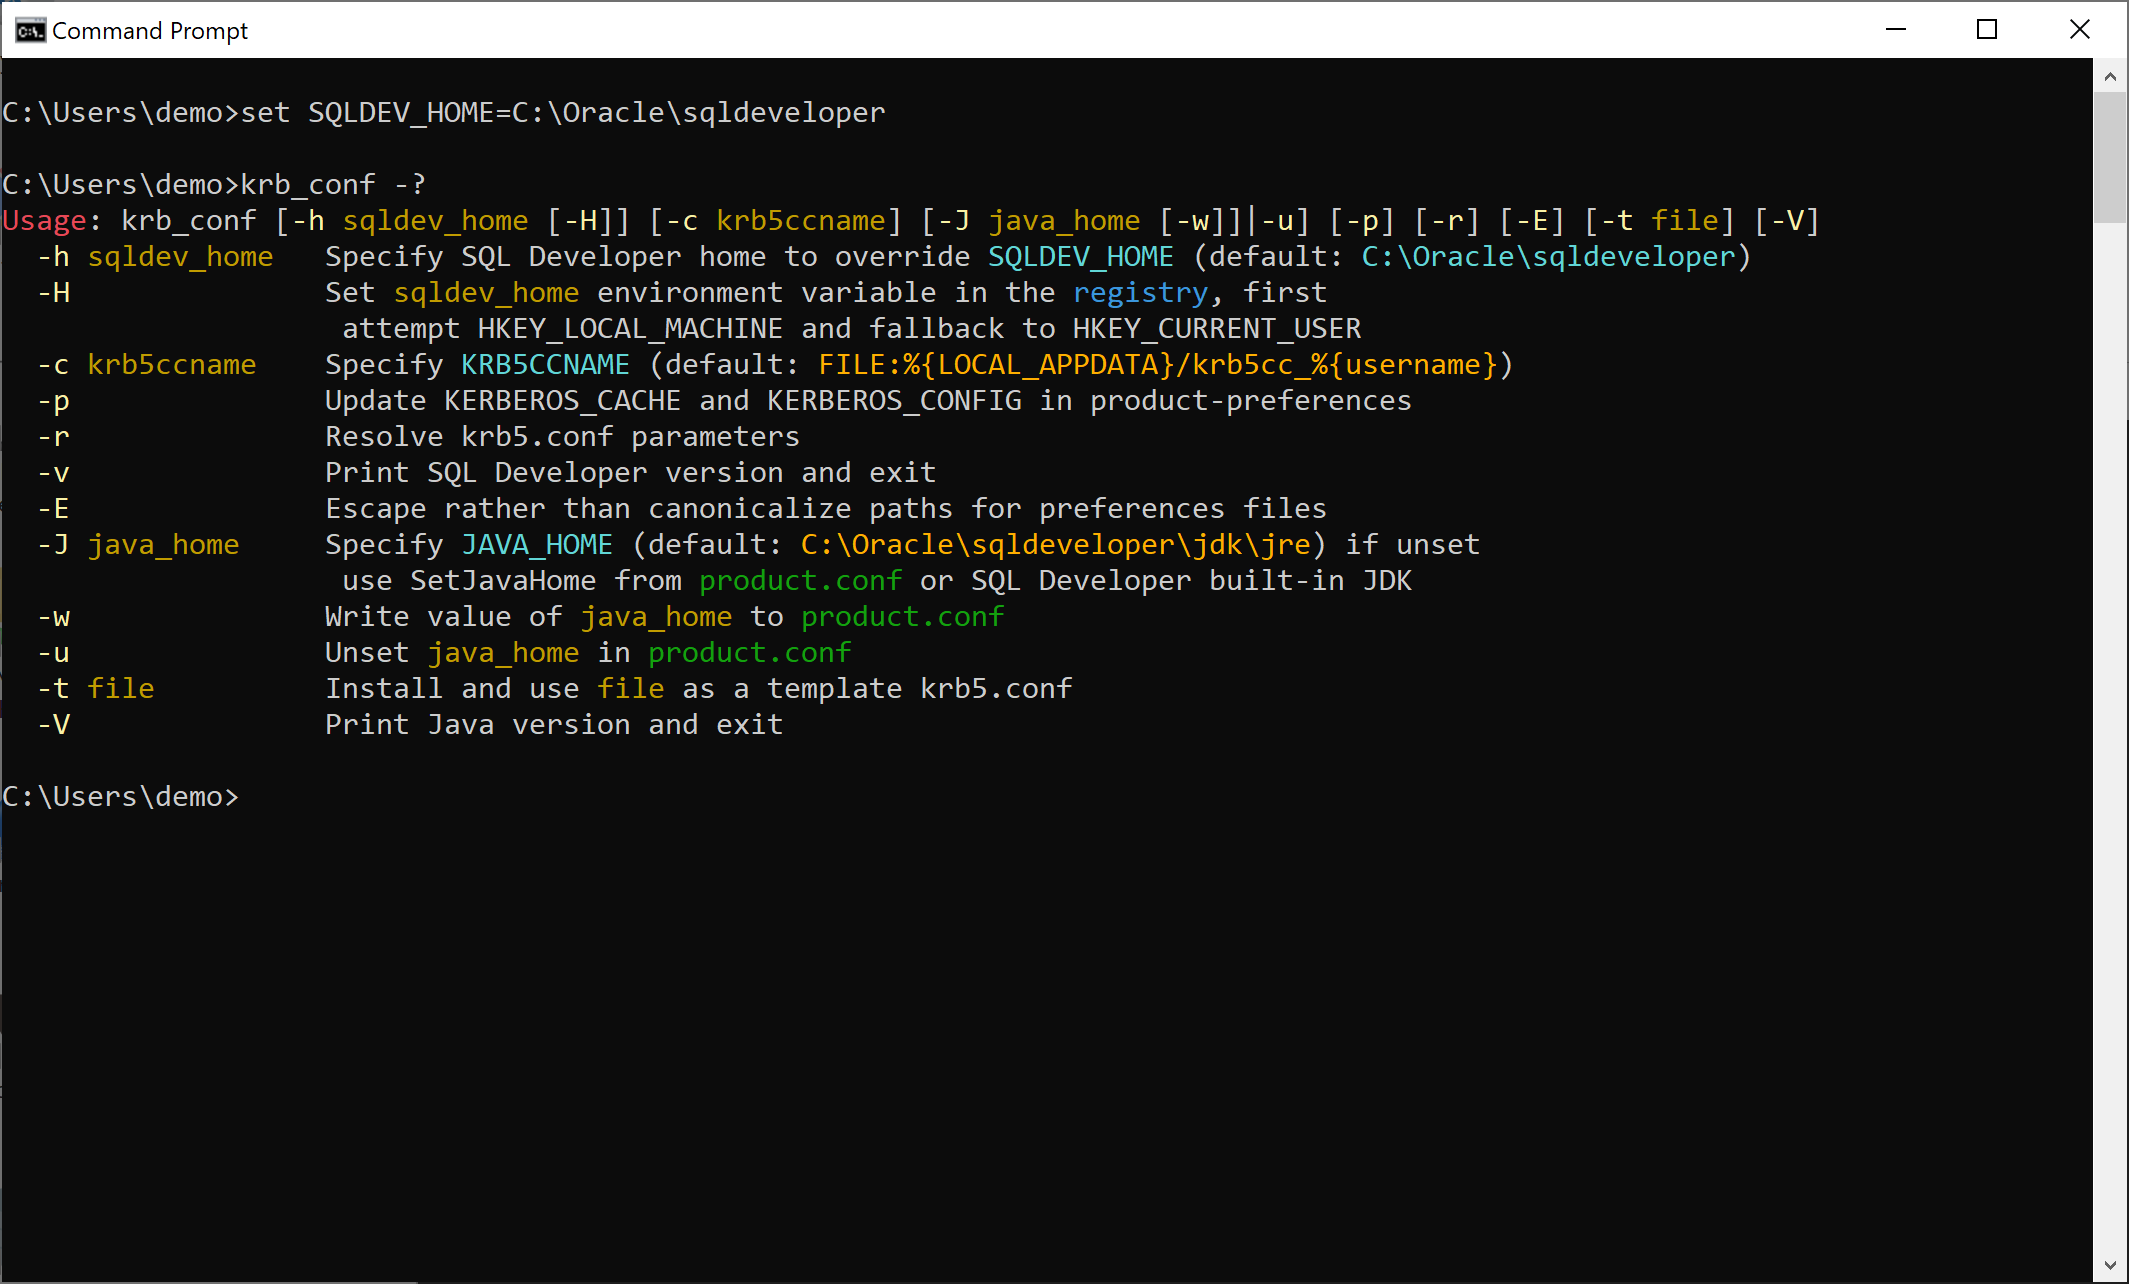 Command Prompt
C:\Users\demo>set SQLDEV_HOME=C:\Oracle\sqldeveloper
C:\Users\demo>krb_conf -?
Usage: krb_conf [-h sqldev_home [-H]] [-c krb5ccname] [-J java_home [-w]]|-u] [-p] [-r] [-E] [-t file] [-V]
  -h sqldev_home   Specify SQL Developer home to override SQLDEV_HOME (default: C:\Oracle\sqldeveloper)
  -H               Set sqldev_home environment variable in the registry, first
                    attempt HKEY_LOCAL_MACHINE and fallback to HKEY_CURRENT_USER
  -c krb5ccname    Specify KRB5CCNAME (default: FILE:%{LOCAL_APPDATA}/krb5cc_%{username})
  -p               Update KERBEROS_CACHE and KERBEROS_CONFIG in product-preferences
  -r               Resolve krb5.conf parameters
  -v               Print SQL Developer version and exit
  -E               Escape rather than canonicalize paths for preferences files
  -J java_home     Specify JAVA_HOME (default: C:\Oracle\sqldeveloper\jdk\jre) if unset
                    use SetJavaHome from product.conf or SQL Developer built-in JDK
  -w               Write value of java_home to product.conf
  -u               Unset java_home in product.conf
  -t file          Install and use file as a template krb5.conf
  -V               Print Java version and exit
C:\Users\demo>